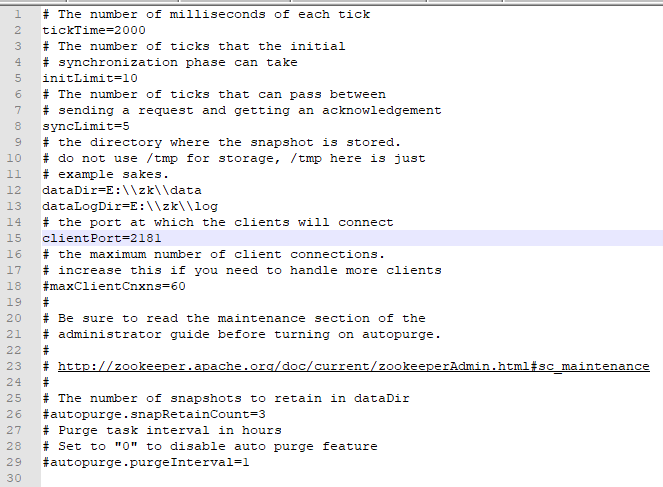 1 # The number of milliseconds of each tick
2 tickTime=2000
3 # The number of ticks that the initial
4 # synchronization phase can take
5 initLimit=10
6 # The number of ticks that can pass between
7 # sending a request and getting an acknowledgement
8 syncLimit=5
9 # the directory where the snapshot is stored.
10 # do not use /tmp for storage, /tmp here is just
11 # example sakes.
12 dataDir=E:\\zk\\data
13 dataLogDir=E:\\zk\\log
14 # the port at which the clients will connect
15 clientPort=2181
16 # the maximum number of client connections.
17 # increase this if you need to handle more clients
18 #maxClientCnxns=60
19 #
20 # Be sure to read the maintenance section of the
21 # administrator guide before turning on autopurge.
22 #
23 # http://zookeeper.apache.org/doc/current/zookeeperAdmin.html#sc_maintenance
24 #
25 # The number of snapshots to retain in dataDir
26 #autopurge.snapRetainCount=3
27 # Purge task interval in hours
28 # Set to "0" to disable auto purge feature
29 #autopurge.purgeInterval=1
30